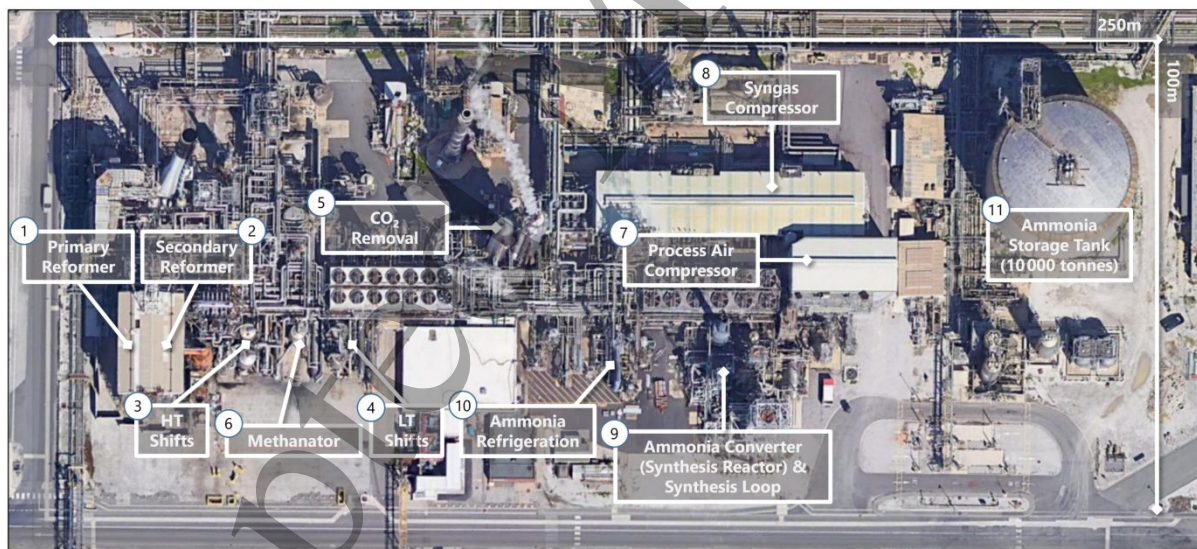 250m
100m
8
Syngas
Compressor
1
Primary
Reformer
2
Secondary
Reformer
5
CO₂
Removal
7
Process Air
Compressor
11
Ammonia
Storage Tank
(10 000 tonnes)
3
HT
Shifts
6
Methanator
4
LT
Shifts
10
Ammonia
Refrigeration
9
Ammonia Converter
(Synthesis Reactor) &
Synthesis Loop